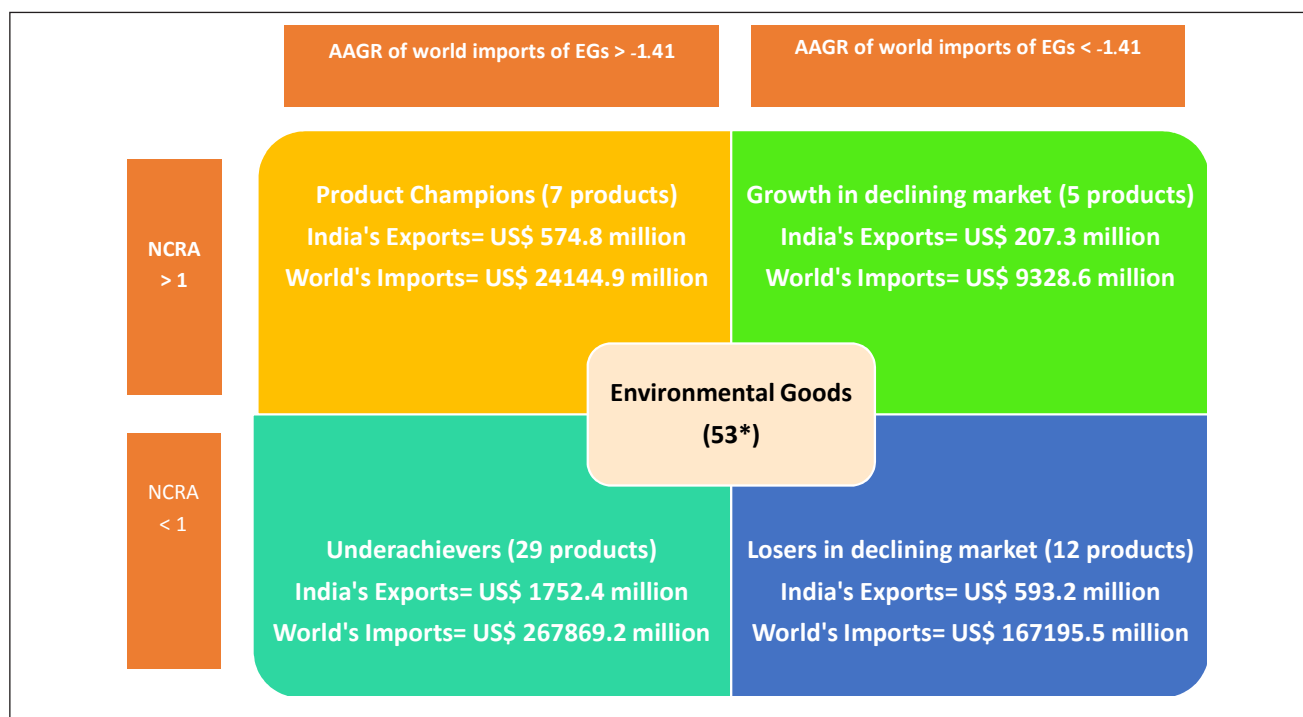 AAGR of world imports of EGs > -1.41
AAGR of world imports of EGs < -1.41
NCRA
> 1
Product Champions (7 products)
India's Exports= US$ 574.8 million
World's Imports= US$ 24144.9 million
Growth in declining market (5 products)
India's Exports= US$ 207.3 million
World's Imports= US$ 9328.6 million
Environmental Goods
(53*)
NCRA
< 1
Underachievers (29 products)
India's Exports= US$ 1752.4 million
World's Imports= US$ 267869.2 million
Losers in declining market (12 products)
India's Exports= US$ 593.2 million
World's Imports= US$ 167195.5 million